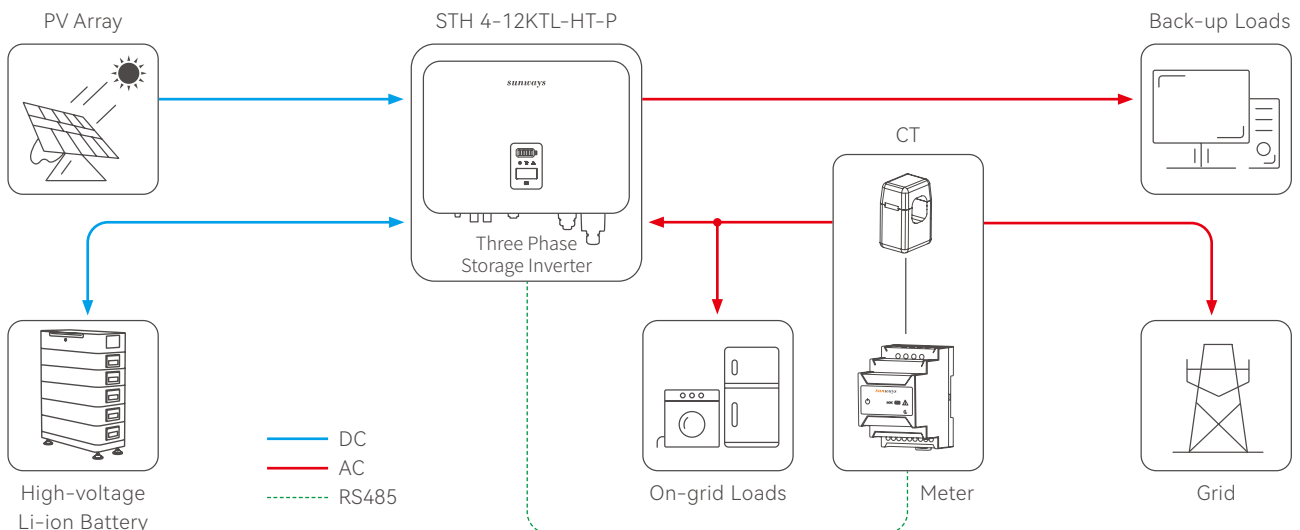 PV Array
STH 4-12KTL-HT-P
Back-up Loads
sunways
CT
Three Phase
Storage Inverter
sunways
DC
AC
RS485
High-voltage
Li-ion Battery
On-grid Loads
Meter
Grid